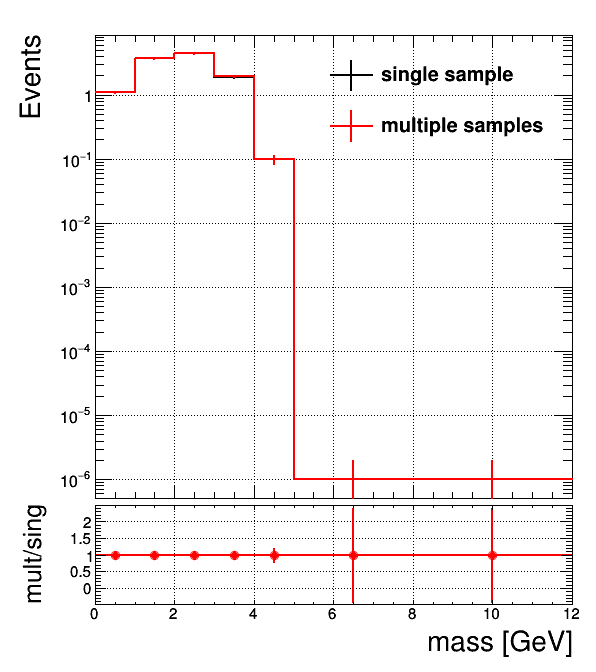 Events
single sample
multiple samples
1
10⁻¹
10⁻²
10⁻³
10⁻⁴
10⁻⁵
10⁻⁶
mult/sing
2
1.5
1
0.5
0
0 2 4 6 8 10 12
mass [GeV]